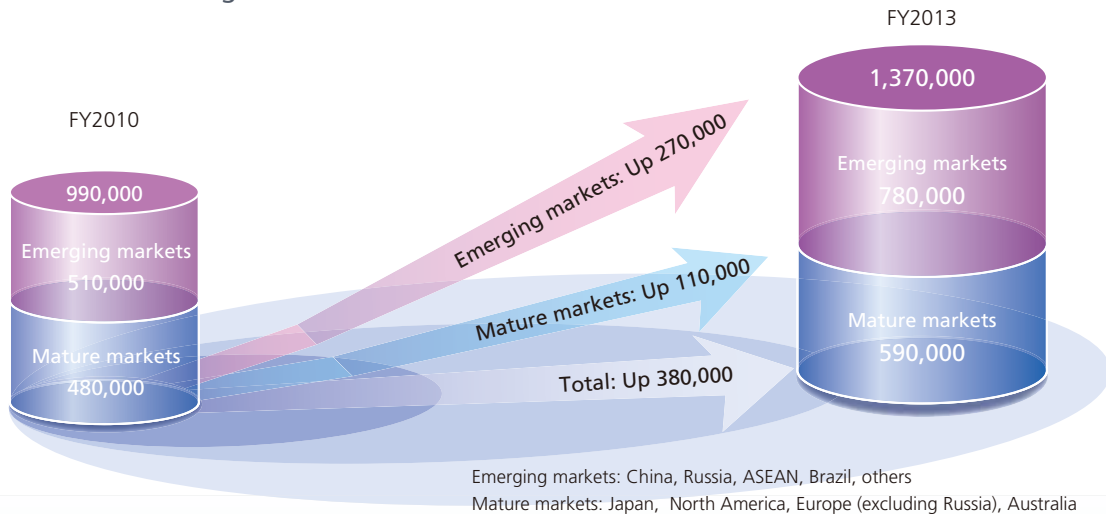 FY2010
990,000
Emerging markets
510,000
Mature markets
480,000
Emerging markets: Up 270,000
Mature markets: Up 110,000
Total: Up 380,000
FY2013
1,370,000
Emerging markets
780,000
Mature markets
590,000
Emerging markets: China, Russia, ASEAN, Brazil, others
Mature markets: Japan, North America, Europe (excluding Russia), Australia